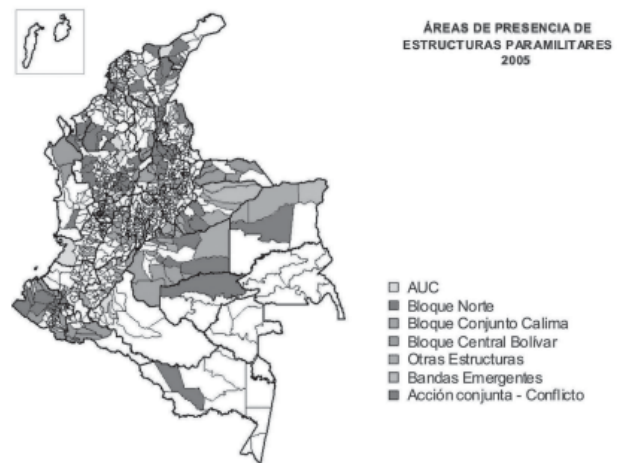 ÁREAS DE PRESENCIA DE
ESTRUCTURAS PARAMILITARES
2005
AUC
Bloque Norte
Bloque Conjunto Calima
Bloque Central Bolívar
Otras Estructuras
Bandas Emergentes
Acción conjunta - Conflicto